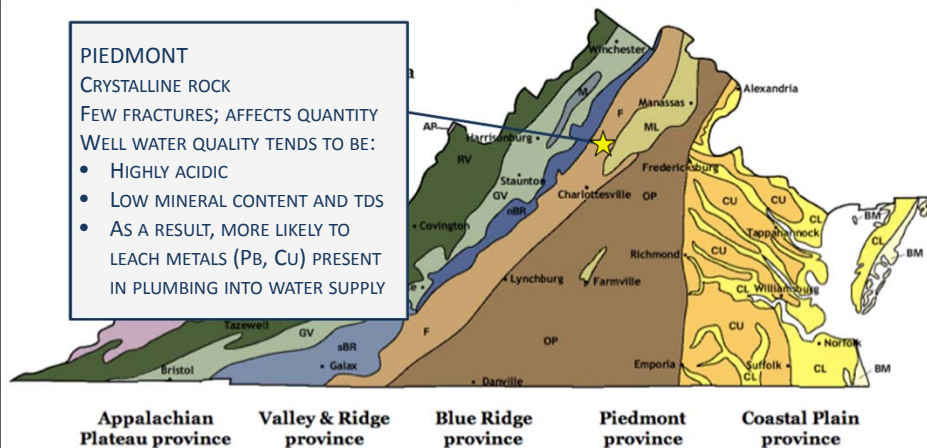 PIEDMONT
CRYSTALLINE ROCK
FEW FRACTURES; AFFECTS QUANTITY
WELL WATER QUALITY TENDS TO BE:
• HIGHLY ACIDIC
• LOW MINERAL CONTENT AND TDS
• AS A RESULT, MORE LIKELY TO
LEACH METALS (PB, CU) PRESENT
IN PLUMBING INTO WATER SUPPLY
Winchester
Alexandria
M
F
Manassas
AP
Harrisonburg
ML
RV
Fredericksburg
Staunton
GV
Charlottesville
nBR
OP
CU
CU
CL
BM
Tappahannock
Covington
CL
BM
Richmond
CU
Lynchburg
Farmville
CL
Williamsburg
Tazewell
GV
F
CU
sBR
OP
Norfolk
Bristol
Galax
Emporia
Suffolk
CL
CL
BM
Danville
Appalachian
Plateau province
Valley & Ridge
province
Blue Ridge
province
Piedmont
province
Coastal Plain
province